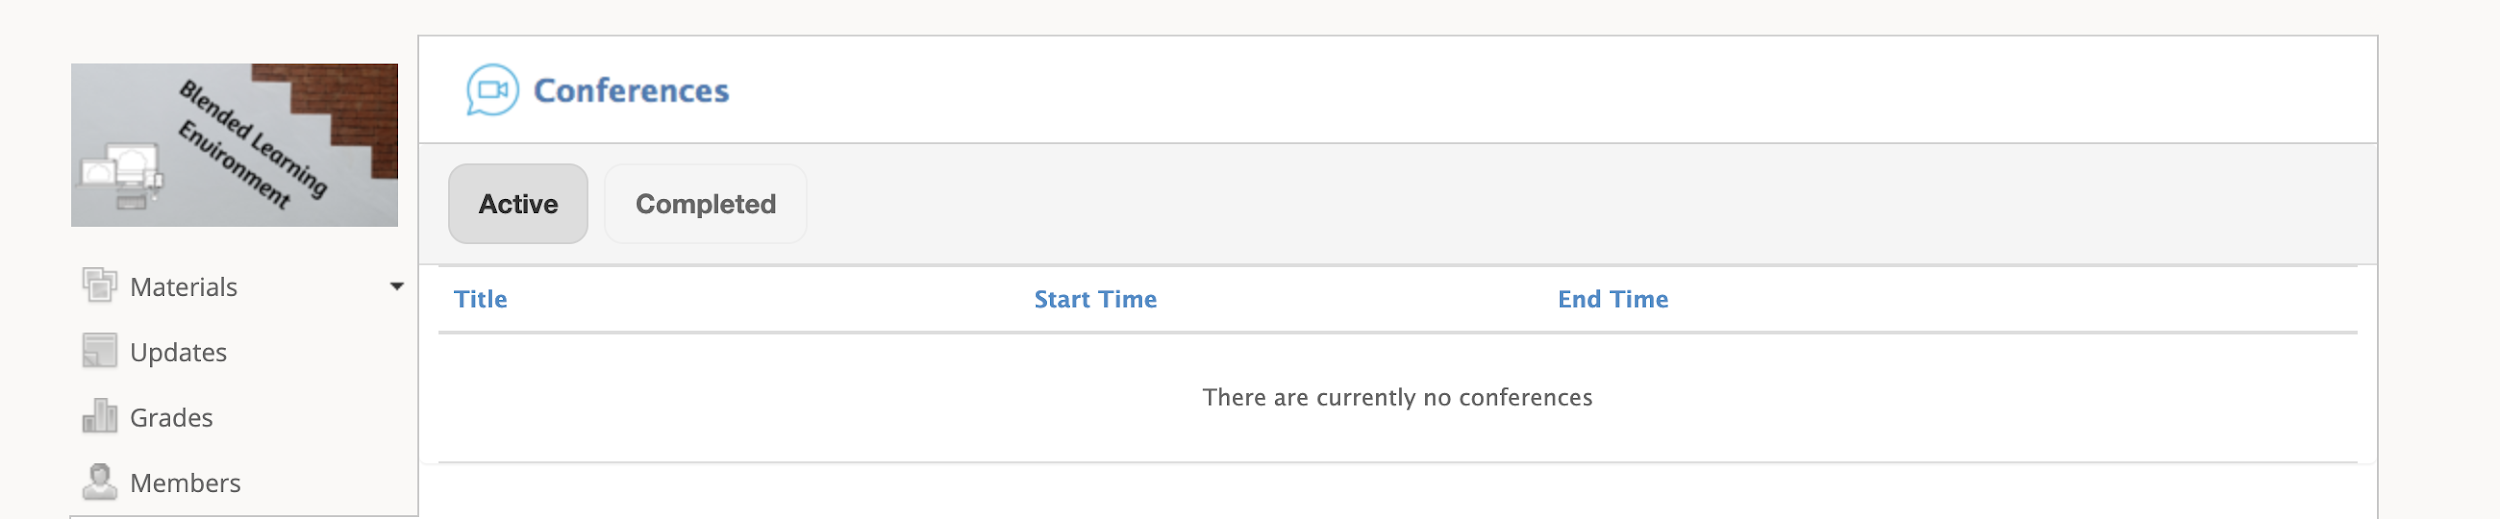 Blended Learning
Environment
Materials
Updates
Grades
Members
Conferences
Active Completed
Title Start Time End Time
There are currently no conferences